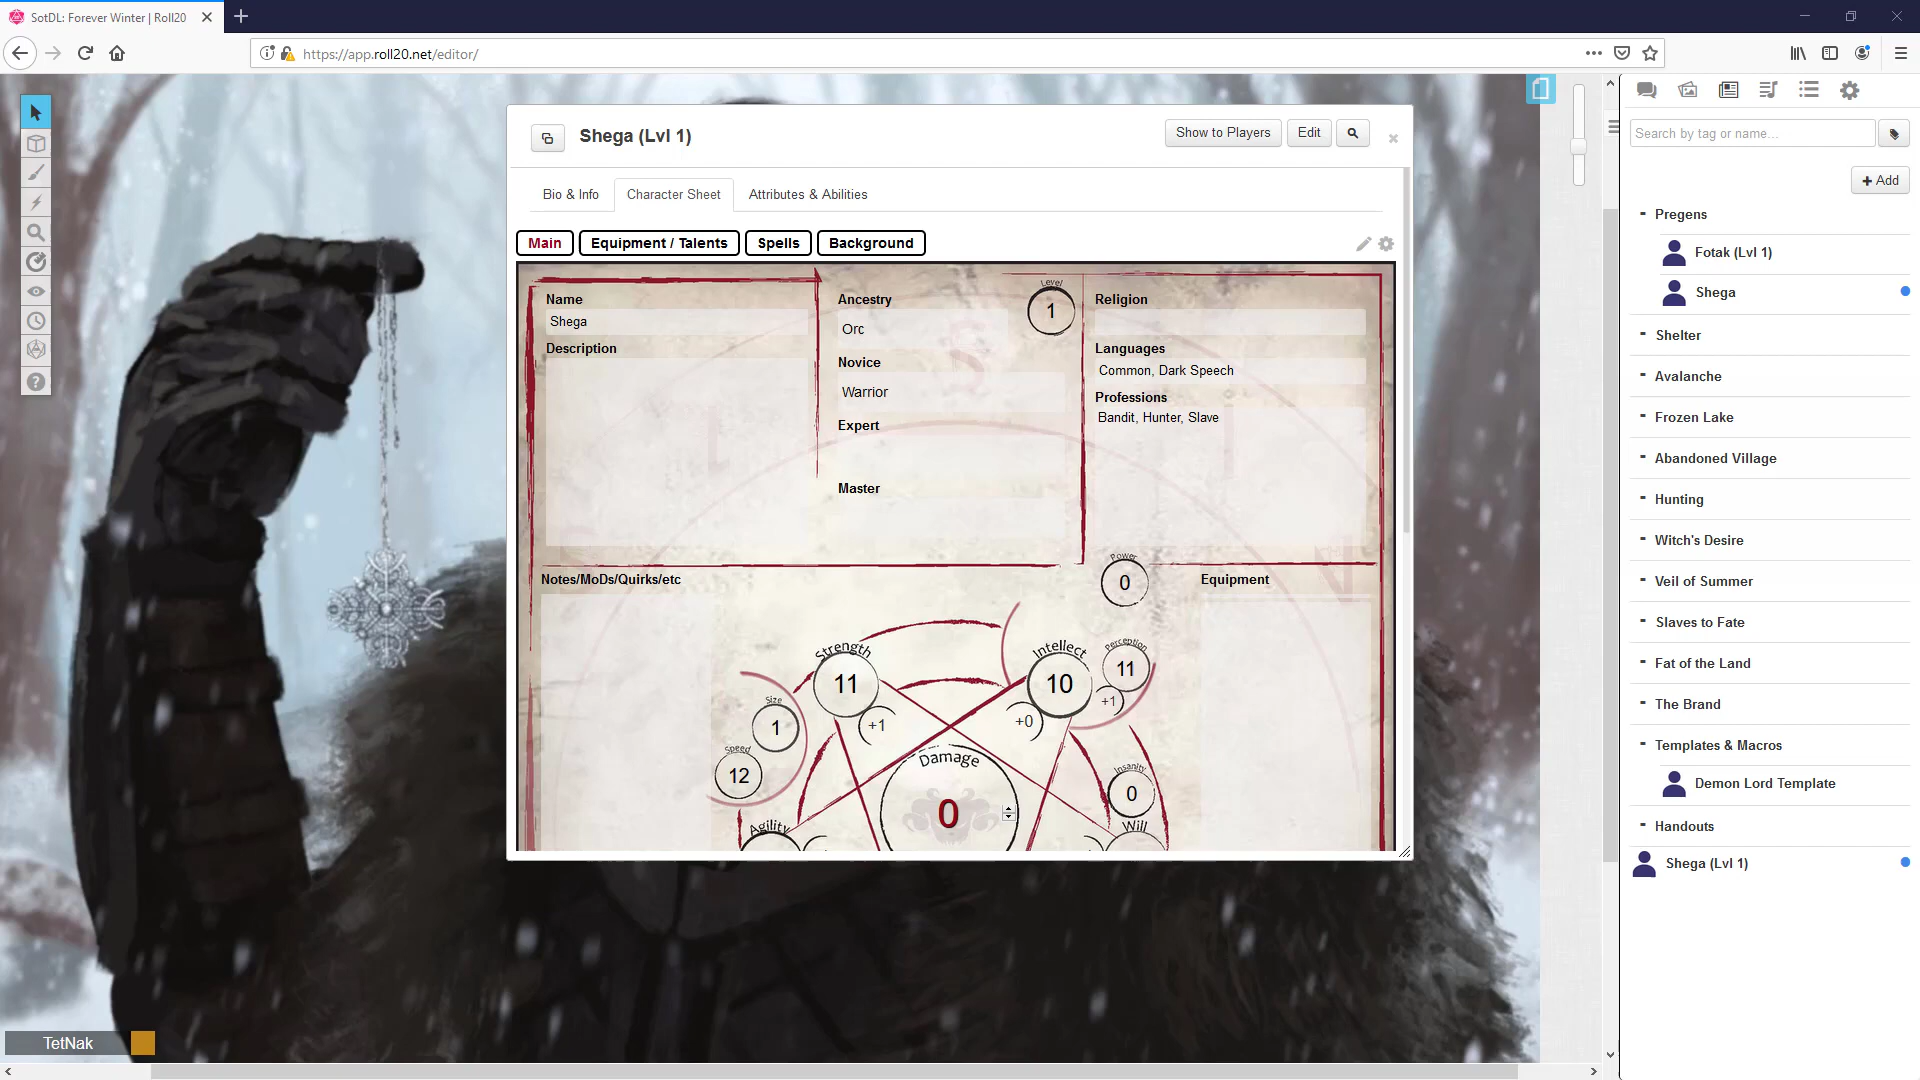 SotDL: Forever Winter | Roll20
https://app.roll20.net/editor/
Shega (Lvl 1)
Show to Players
Edit
Bio & Info
Character Sheet
Attributes & Abilities
Main
Equipment / Talents
Spells
Background
Name
Shega
Description
Ancestry
Orc
Level
1
Novice
Warrior
Expert
Master
Religion
Languages
Common, Dark Speech
Professions
Bandit, Hunter, Slave
Notes/MoDs/Quirks/etc
Power
0
Equipment
Strength
11
+1
Intellect
10
+0
Perception
11
+1
Size
1
Speed
12
Damage
0
Insanity
0
Agility
Will
Search by tag or name...
+ Add
Pregens
Fotak (Lvl 1)
Shega
Shelter
Avalanche
Frozen Lake
Abandoned Village
Hunting
Witch's Desire
Veil of Summer
Slaves to Fate
Fat of the Land
The Brand
Templates & Macros
Demon Lord Template
Handouts
Shega (Lvl 1)
TetNak